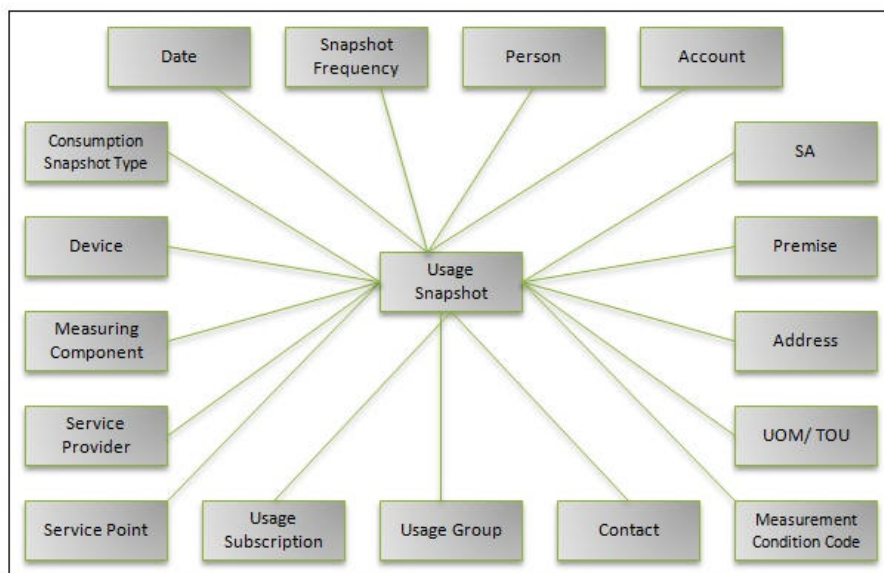 Date
Snapshot
Frequency
Person
Account
Consumption
Snapshot Type
SA
Device
Usage
Snapshot
Premise
Measuring
Component
Address
Service
Provider
UOM/ TOU
Service Point
Usage
Subscription
Usage Group
Contact
Measurement
Condition Code